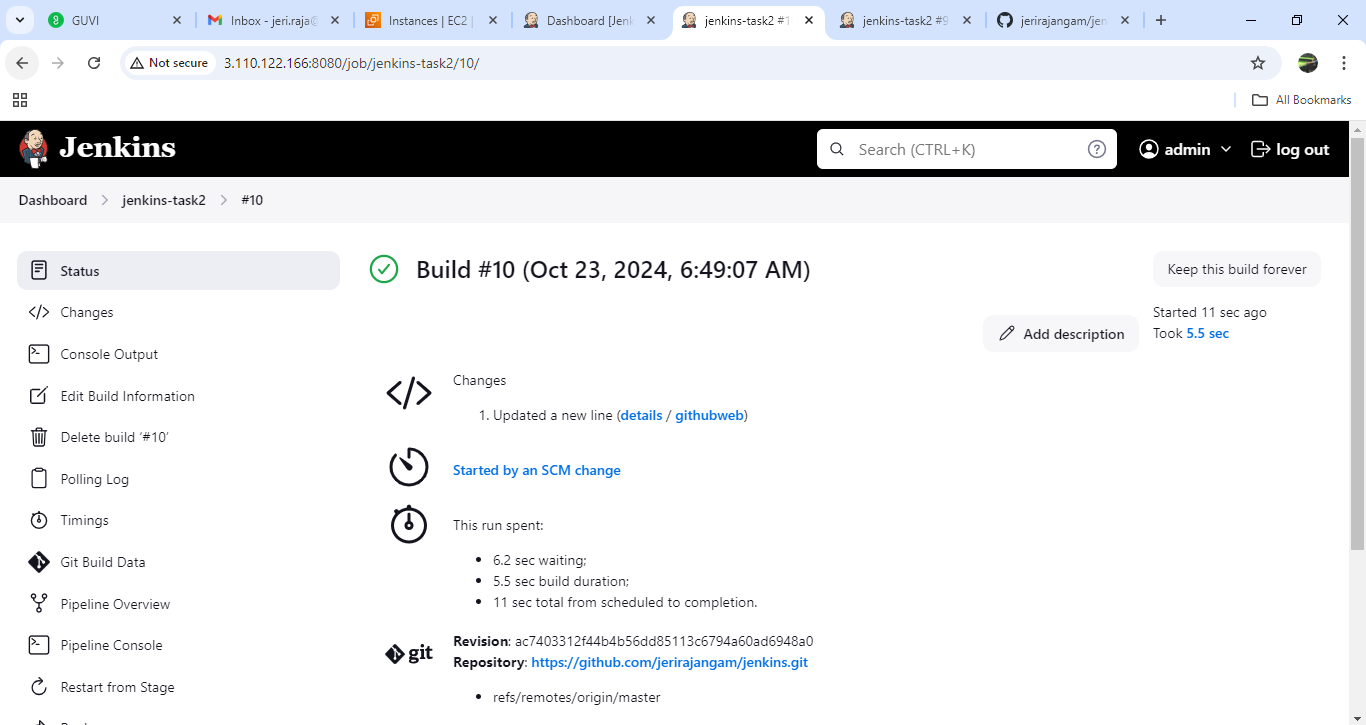 GUVI
Inbox - jeri.raja@
Instances | EC2 |
Dashboard [Jenk
jenkins-task2 #1
jenkins-task2 #9
jerirajangam/jen
Not secure
3.110.122.166:8080/job/jenkins-task2/10/
All Bookmarks
Jenkins
Search (CTRL+K)
?
admin
log out
Dashboard
jenkins-task2
#10
Status
Changes
Console Output
Edit Build Information
Delete build ‘#10’
Polling Log
Timings
Git Build Data
Pipeline Overview
Pipeline Console
Restart from Stage
Build #10 (Oct 23, 2024, 6:49:07 AM)
Keep this build forever
Add description
Started 11 sec ago
Took 5.5 sec
Changes
1. Updated a new line (details / githubweb)
Started by an SCM change
This run spent:
6.2 sec waiting;
5.5 sec build duration;
11 sec total from scheduled to completion.
git
Revision: ac7403312f44b4b56dd85113c6794a60ad6948a0
Repository: https://github.com/jerirajangam/jenkins.git
refs/remotes/origin/master